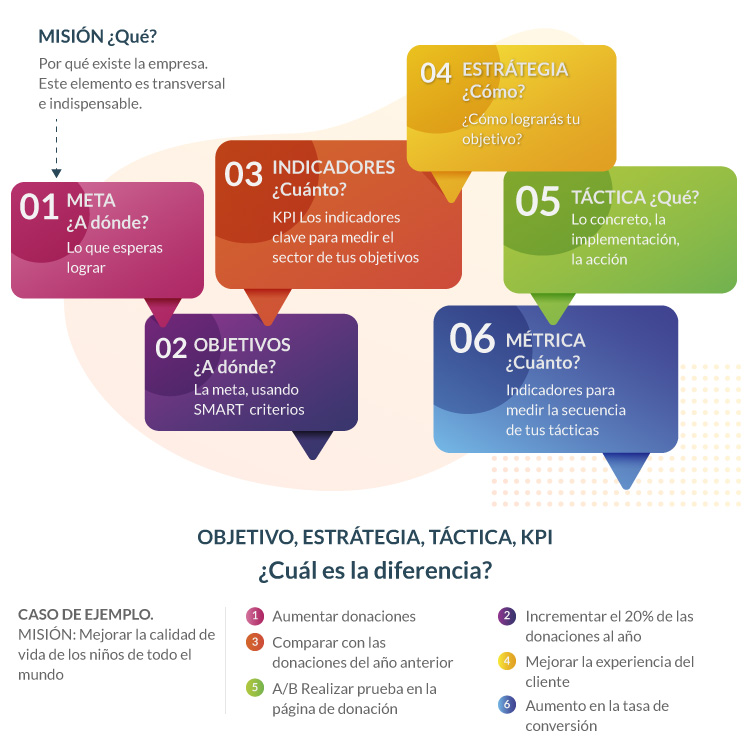 MISIÓN ¿Qué?
Por qué existe la empresa.
Este elemento es transversal
e indispensable.
01 META
¿A dónde?
Lo que esperas
lograr
02 OBJETIVOS
¿A dónde?
La meta, usando
SMART criterios
03 INDICADORES
¿Cuánto?
KPI Los indicadores
clave para medir el
sector de tus objetivos
04 ESTRÁTEGIA
¿Cómo?
¿Cómo lograrás tu
objetivo?
05 TÁCTICA ¿Qué?
Lo concreto, la
implementación,
la acción
06 MÉTRICA
¿Cuánto?
Indicadores para
medir la secuencia
de tus tácticas
OBJETIVO, ESTRÁTEGIA, TÁCTICA, KPI
¿Cuál es la diferencia?
CASO DE EJEMPLO.
MISIÓN: Mejorar la calidad de
vida de los niños de todo el
mundo
1 Aumentar donaciones
2 Incrementar el 20% de las
donaciones al año
3 Comparar con las
donaciones del año anterior
4 Mejorar la experiencia del
cliente
5 A/B Realizar prueba en la
página de donación
6 Aumento en la tasa de
conversión